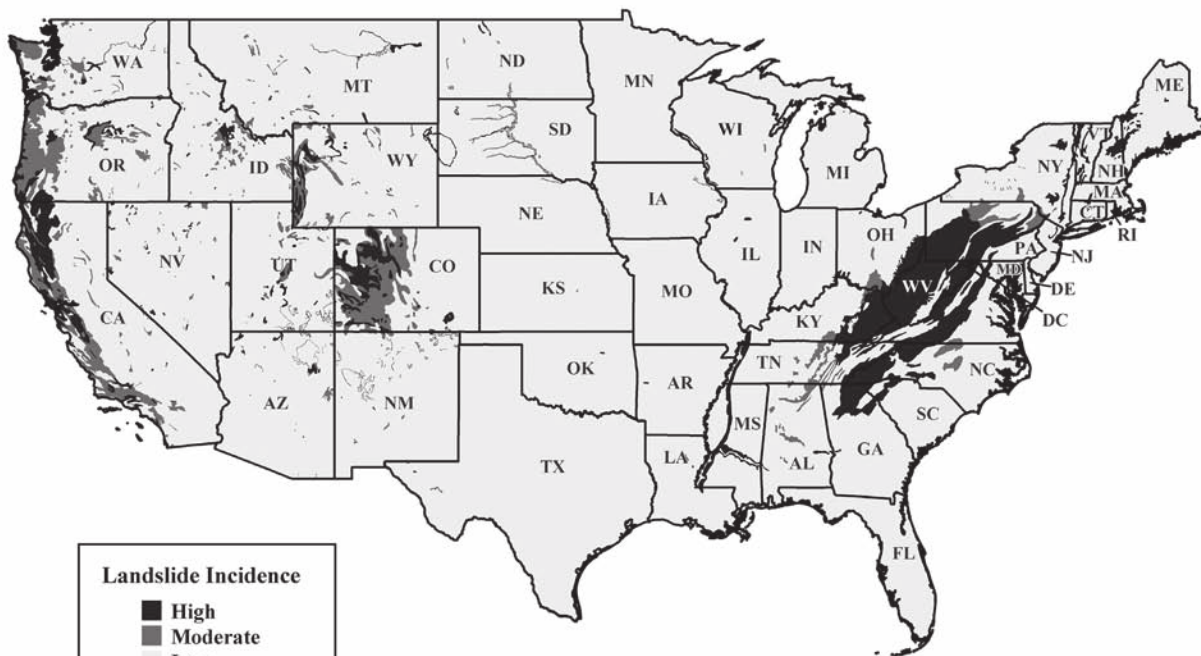 WA
MT
ND
MN
ME
OR
ID
WY
SD
WI
MI
NY
VT
NH
MA
CT
RI
NV
UT
CO
NE
IA
IL
IN
OH
PA
NJ
CA
KS
MO
KY
WV
MD
DE
DC
AZ
NM
OK
AR
TN
NC
SC
TX
LA
MS
AL
GA
FL
Landslide Incidence
High
Moderate